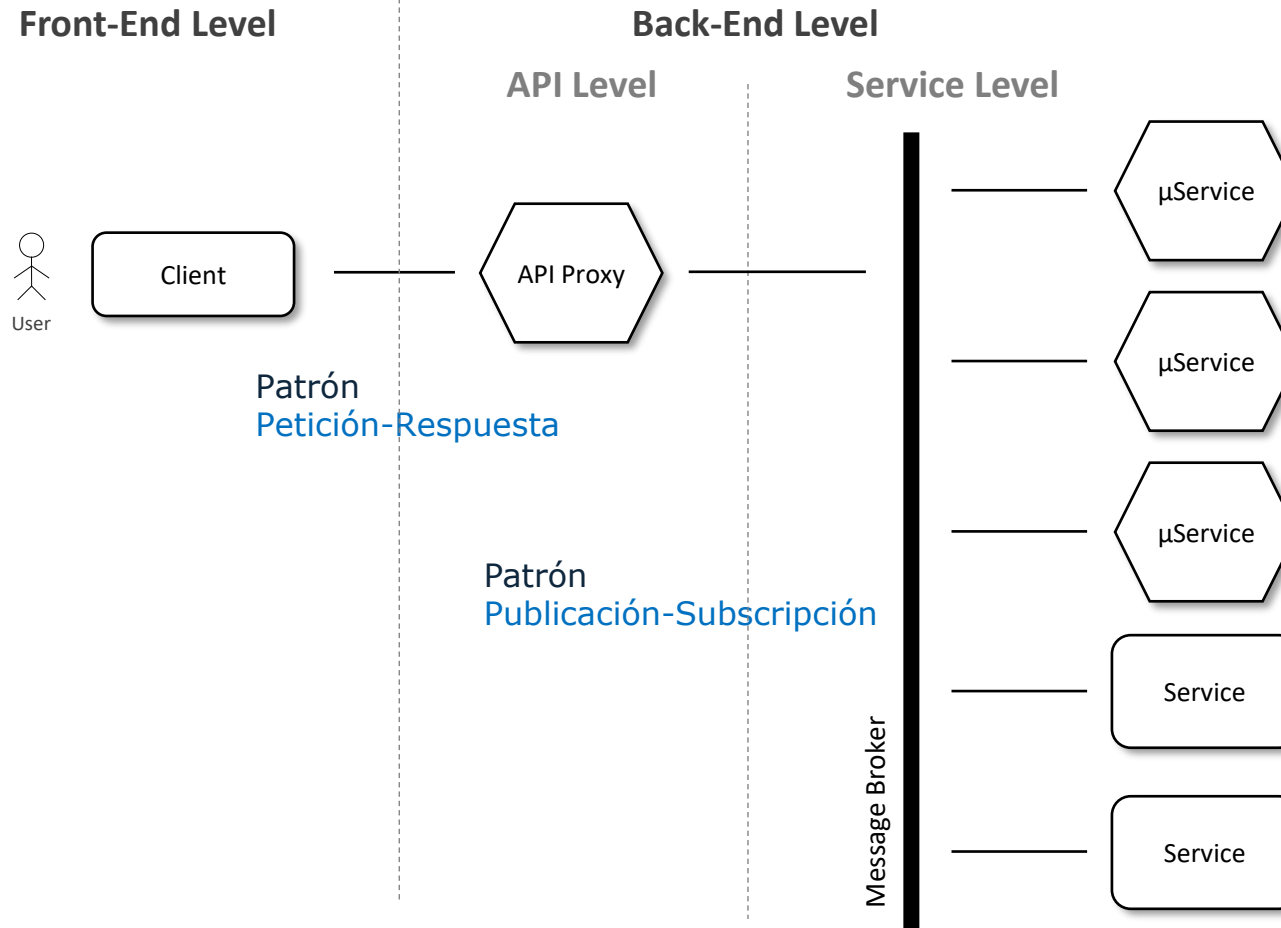 Front-End Level
Back-End Level
API Level
Service Level
User
Client
API Proxy
µService
µService
µService
Service
Service
Patrón
Petición-Respuesta
Patrón
Publicación-Subscripción
Message Broker